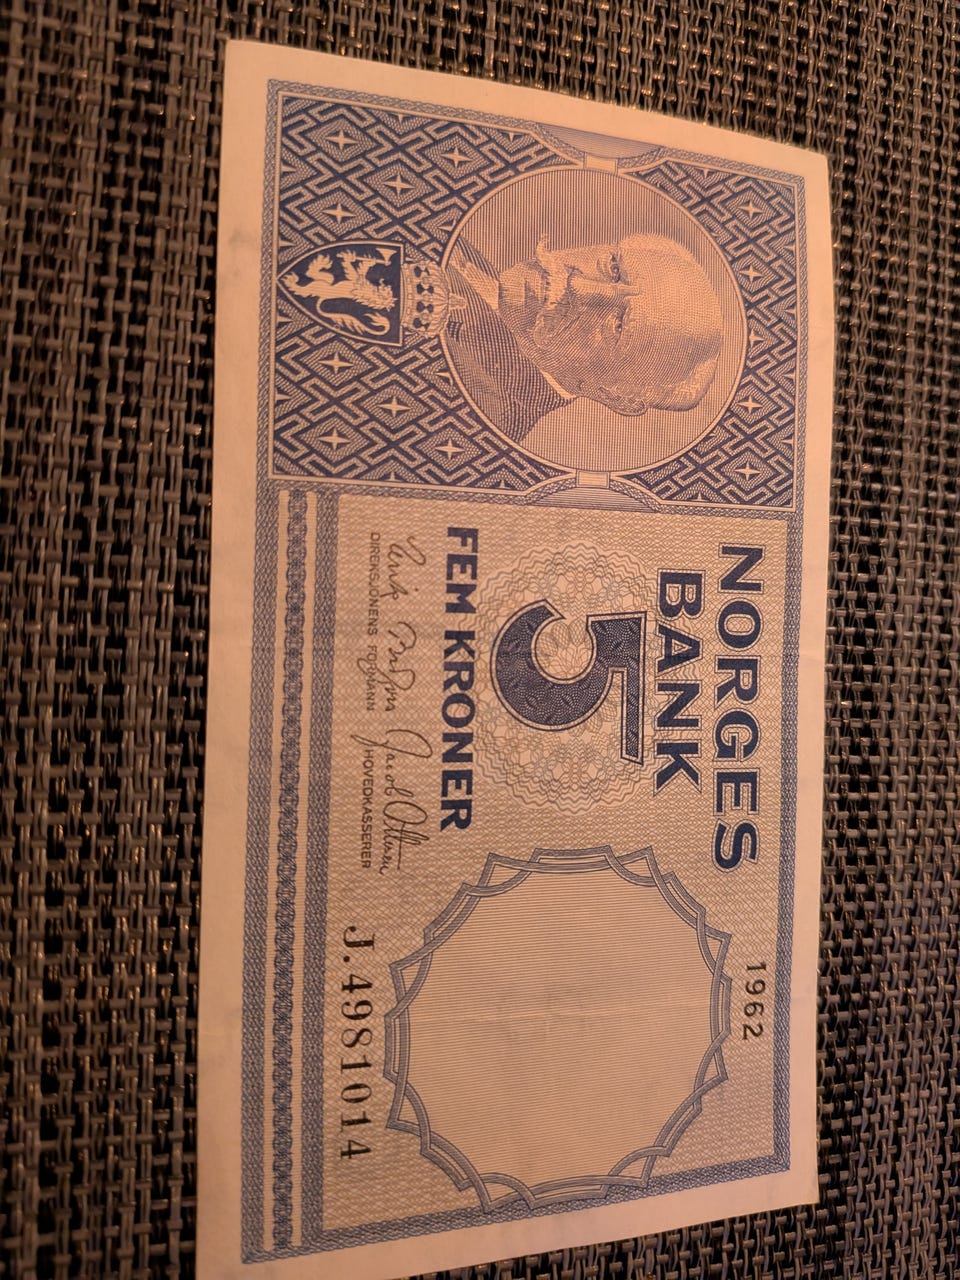 NORGES
BANK
1962
5
FEM KRONER
DIREKSJONENS FORMANN
HOVEDKASSERER
J.4981014